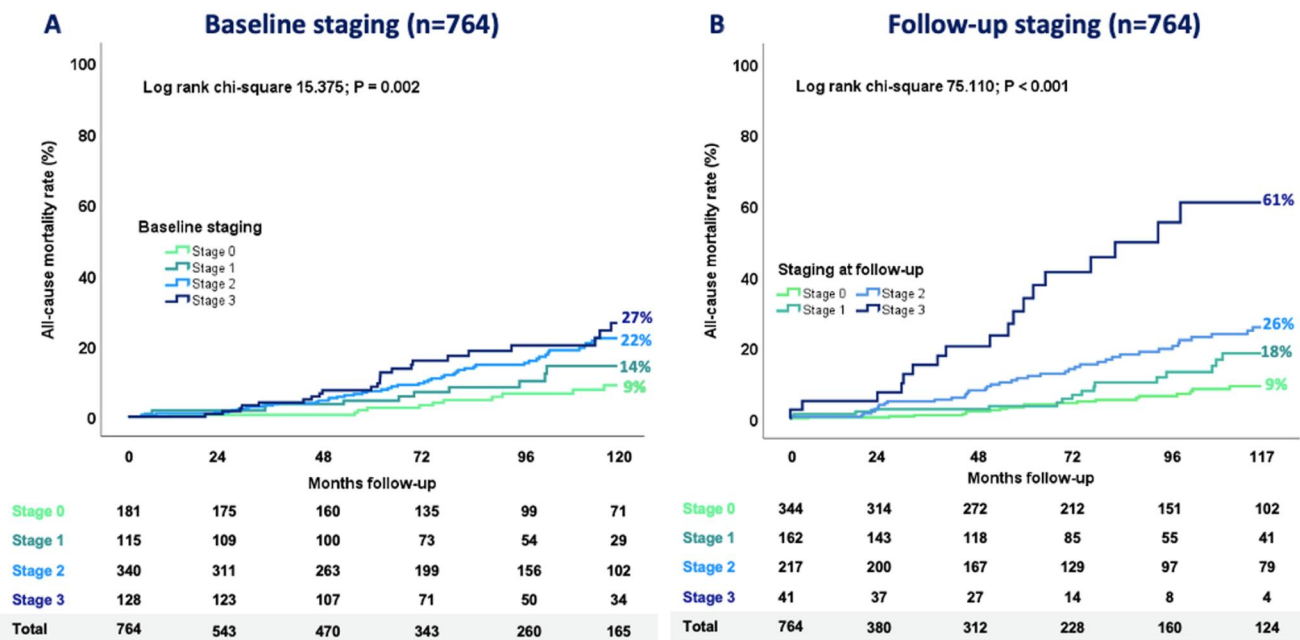 A Baseline staging (n=764)
100
Log rank chi-square 15.375; P = 0.002
80
60
All-cause mortality rate (%)
Baseline staging
Stage 0
Stage 1
Stage 2
Stage 3
40
20
0
27%
22%
14%
9%
0 24 48 72 96 120
Months follow-up
Stage 0 181 175 160 135 99 71
Stage 1 115 109 100 73 54 29
Stage 2 340 311 263 199 156 102
Stage 3 128 123 107 71 50 34
Total 764 543 470 343 260 165
B Follow-up staging (n=764)
100
Log rank chi-square 75.110; P < 0.001
80
60
All-cause mortality rate (%)
61%
Staging at follow-up
Stage 0 Stage 2
Stage 1 Stage 3
40
20
0
26%
18%
9%
0 24 48 72 96 117
Months follow-up
Stage 0 344 314 272 212 151 102
Stage 1 162 143 118 85 55 41
Stage 2 217 200 167 129 97 79
Stage 3 41 37 27 14 8 4
Total 764 380 312 228 160 124